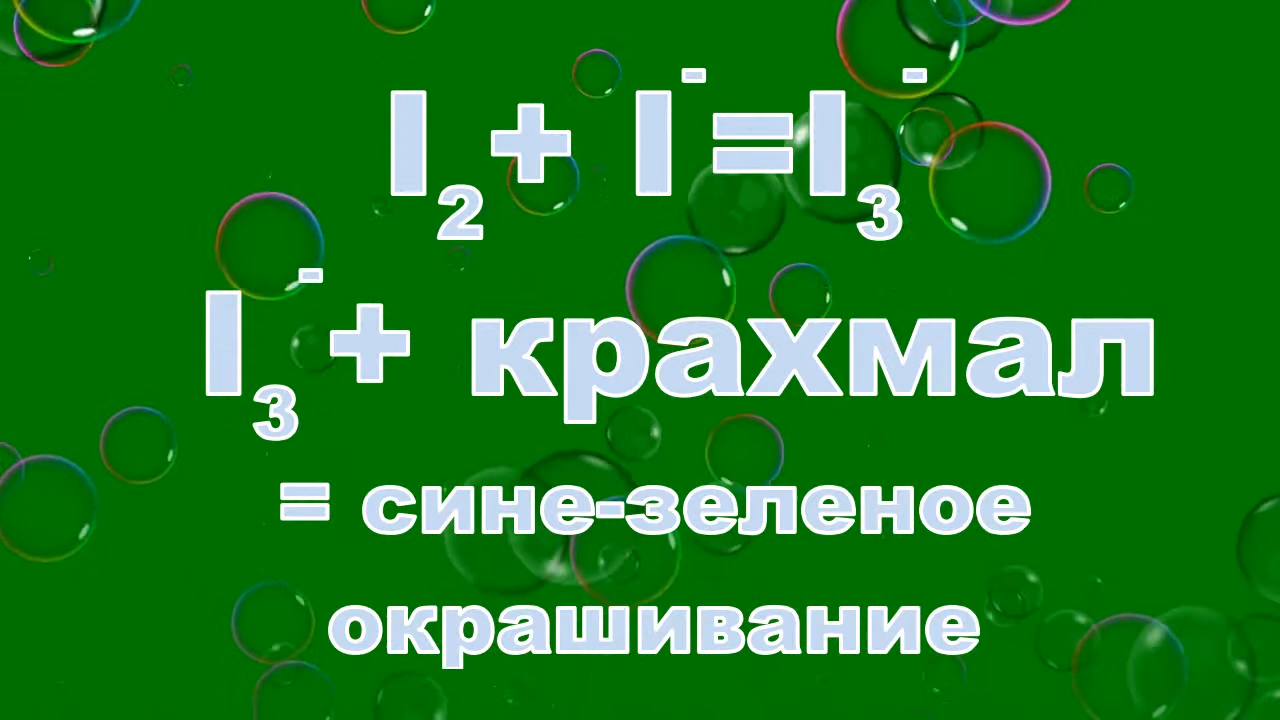 I₂+ I⁻=I₃⁻
I₃⁻+ крахмал
= сине-зеленое
окрашивание